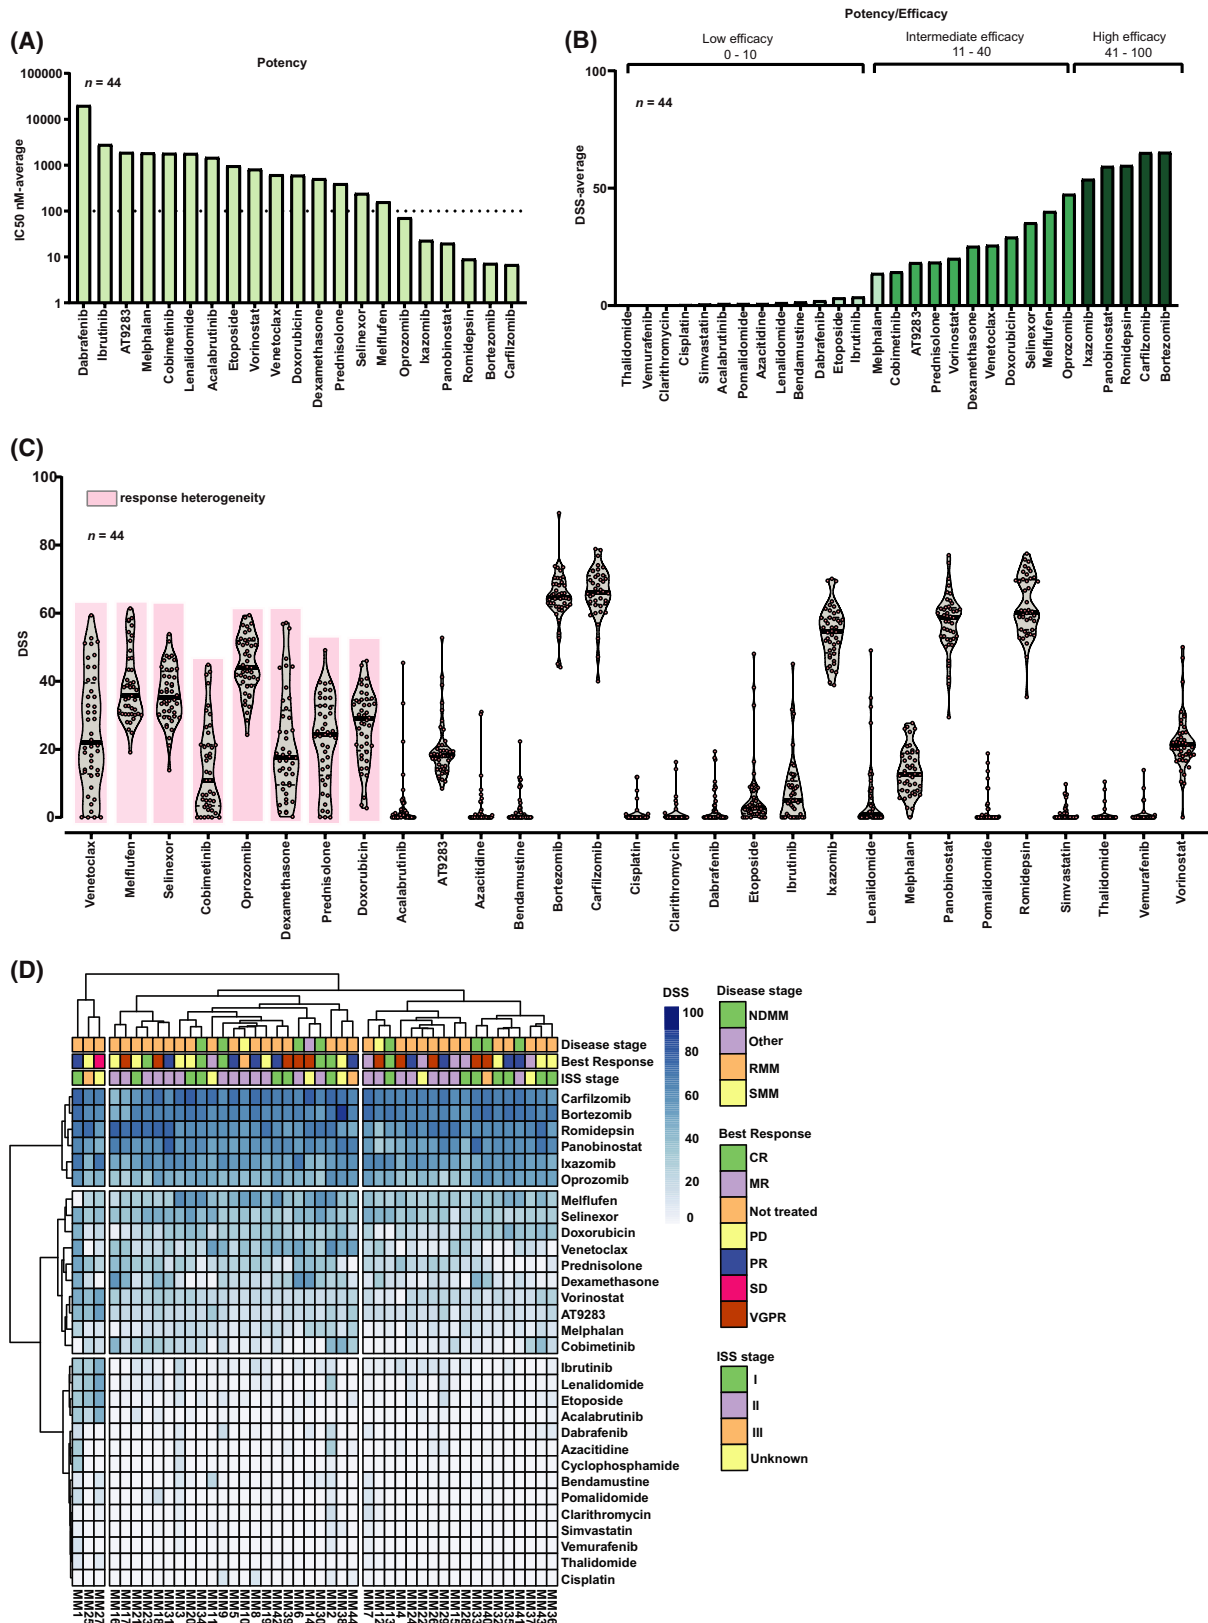 (A)
Potency
n = 44
IC50 nM-average
100000
10000
1000
100
10
1
Dabrafenib
Ibrutinib
AT9283
Melphalan
Cobimetinib
Lenalidomide
Acalabrutinib
Etoposide
Vorinostat
Venetoclax
Doxorubicin
Dexamethasone
Prednisolone
Selinexor
Melflufen
Oprozomib
Ixazomib
Panobinostat
Romidepsin
Bortezomib
Carfilzomib
(B)
Potency/Efficacy
Low efficacy
0 - 10
Intermediate efficacy
11 - 40
High efficacy
41 - 100
n = 44
DSS-average
100
50
0
Thalidomide
Vemurafenib
Clarithromycin
Cisplatin
Simvastatin
Acalabrutinib
Pomalidomide
Azacitidine
Lenalidomide
Bendamustine
Dabrafenib
Etoposide
Ibrutinib
Melphalan
Cobimetinib
AT9283
Prednisolone
Vorinostat
Dexamethasone
Venetoclax
Doxorubicin
Selinexor
Melflufen
Oprozomib
Ixazomib
Panobinostat
Romidepsin
Carfilzomib
Bortezomib
(C)
response heterogeneity
n = 44
DSS
100
80
60
40
20
0
Venetoclax
Melflufen
Selinexor
Cobimetinib
Oprozomib
Dexamethasone
Prednisolone
Doxorubicin
Acalabrutinib
AT9283
Azacitidine
Bendamustine
Bortezomib
Carfilzomib
Cisplatin
Clarithromycin
Dabrafenib
Etoposide
Ibrutinib
Ixazomib
Lenalidomide
Melphalan
Panobinostat
Pomalidomide
Romidepsin
Simvastatin
Thalidomide
Vemurafenib
Vorinostat
(D)
Disease stage
Best Response
ISS stage
Carfilzomib
Bortezomib
Romidepsin
Panobinostat
Ixazomib
Oprozomib
Melflufen
Selinexor
Doxorubicin
Venetoclax
Prednisolone
Dexamethasone
Vorinostat
AT9283
Melphalan
Cobimetinib
Ibrutinib
Lenalidomide
Etoposide
Acalabrutinib
Dabrafenib
Azacitidine
Cyclophosphamide
Bendamustine
Pomalidomide
Clarithromycin
Simvastatin
Vemurafenib
Thalidomide
Cisplatin
MM1
MM25
MM27
DSS
100
80
60
40
20
0
Disease stage
NDMM
Other
RMM
SMM
Best Response
CR
MR
Not treated
PD
PR
SD
VGPR
ISS stage
I
II
III
Unknown